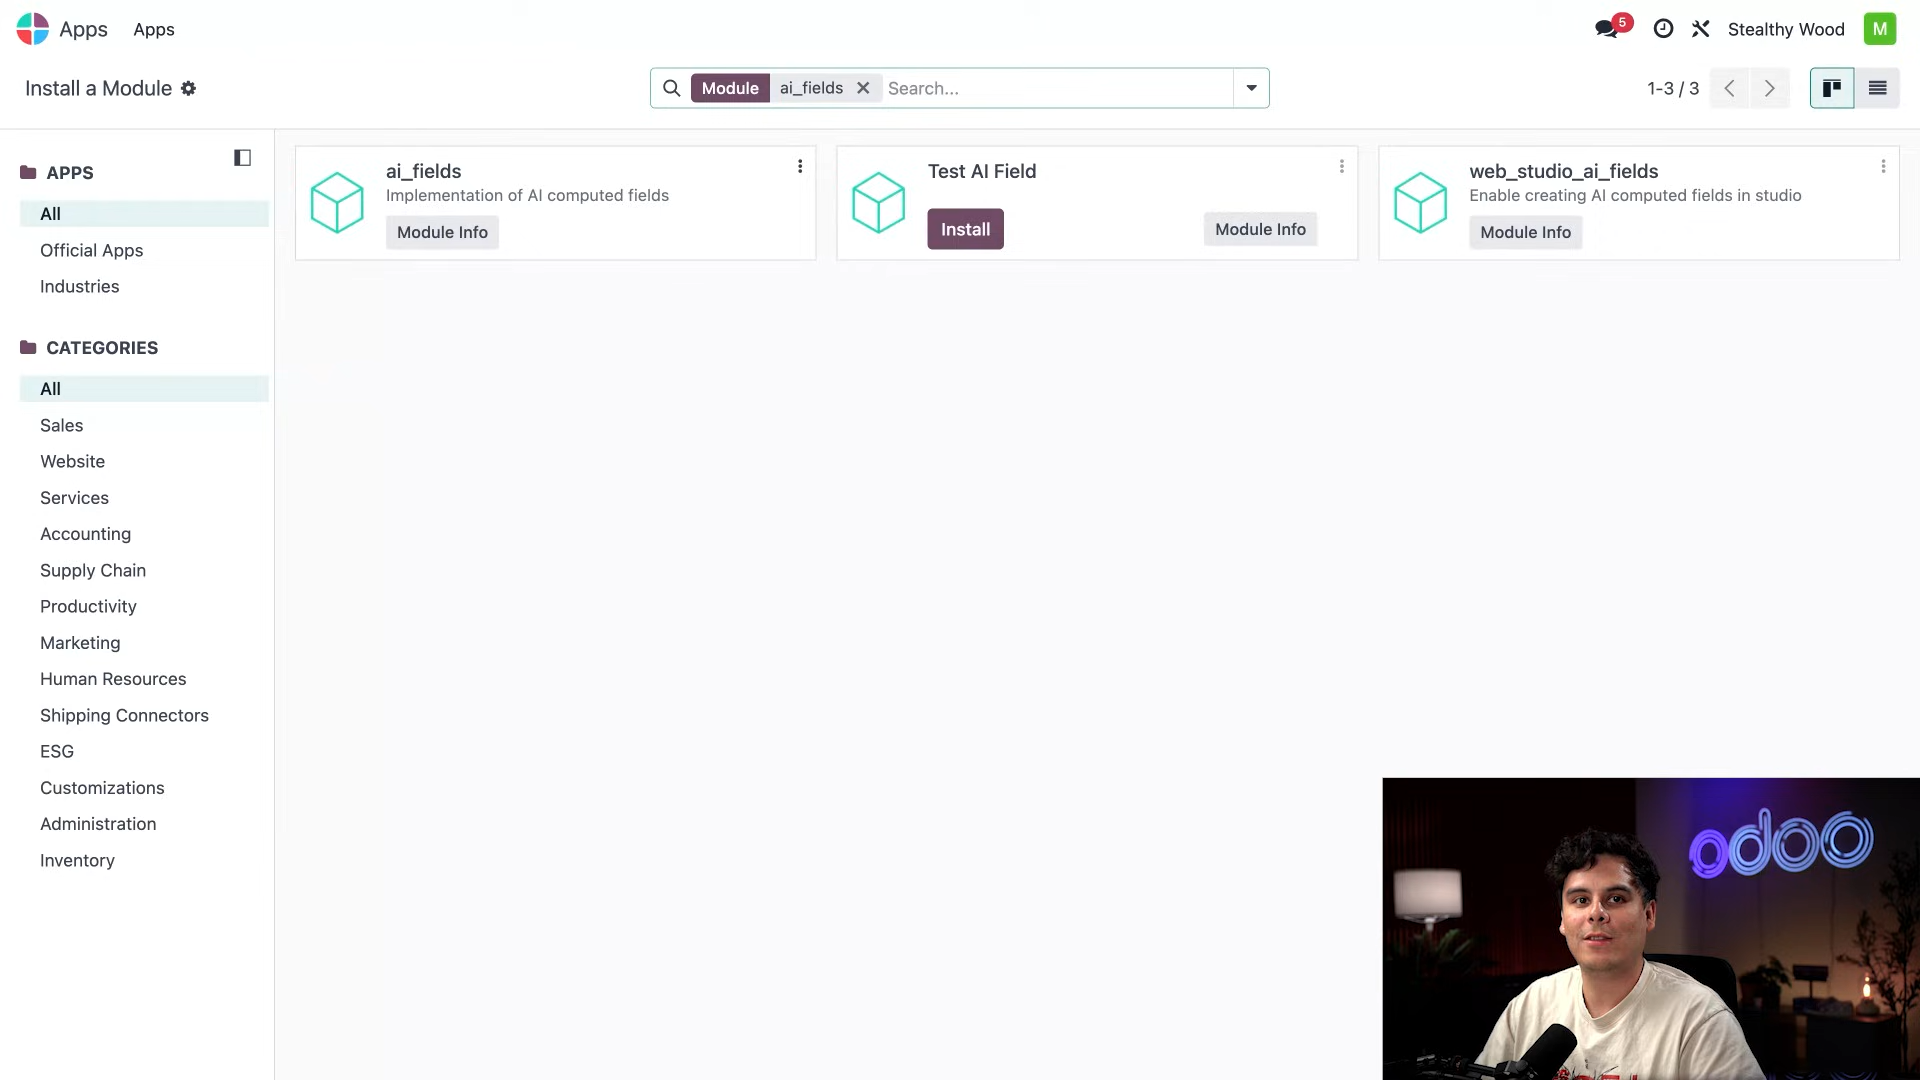 Apps
Apps
5
Stealthy Wood
M
Install a Module
Module
ai_fields
Search...
1-3 / 3
APPS
All
Official Apps
Industries
CATEGORIES
All
Sales
Website
Services
Accounting
Supply Chain
Productivity
Marketing
Human Resources
Shipping Connectors
ESG
Customizations
Administration
Inventory
ai_fields
Implementation of AI computed fields
Module Info
Test AI Field
Install
Module Info
web_studio_ai_fields
Enable creating AI computed fields in studio
Module Info
odoo